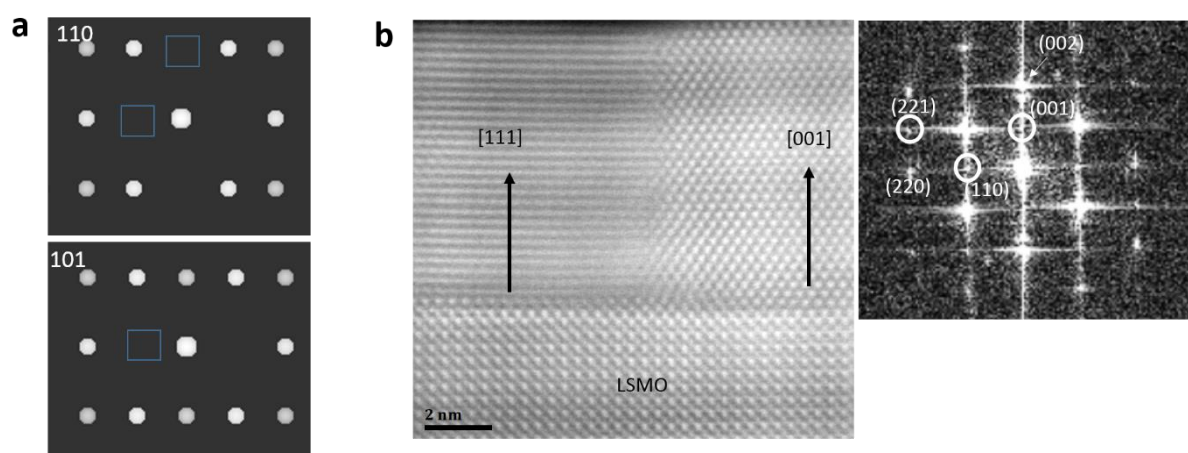 a
110
101
b
[111]
[001]
LSMO
2 nm
(002)
(221)
(001)
(220)
110)